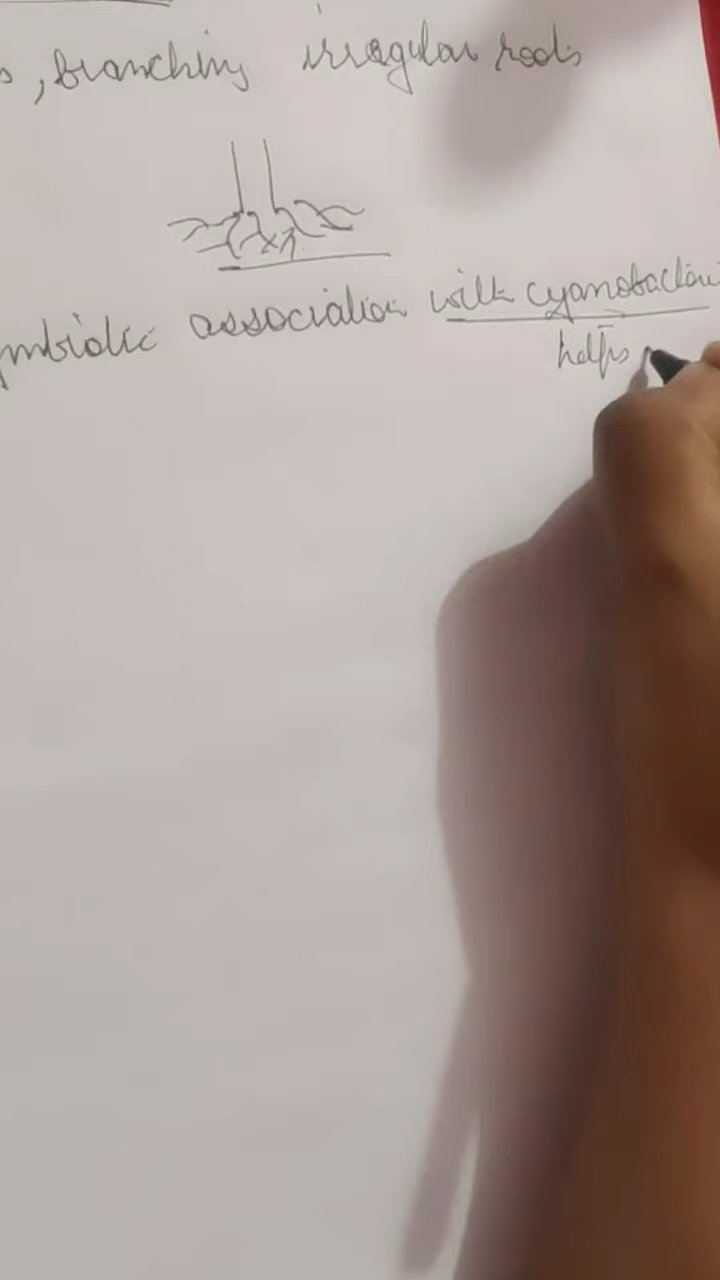 s, branching irregular roots
mbiotic association with cyanobacteri
helps